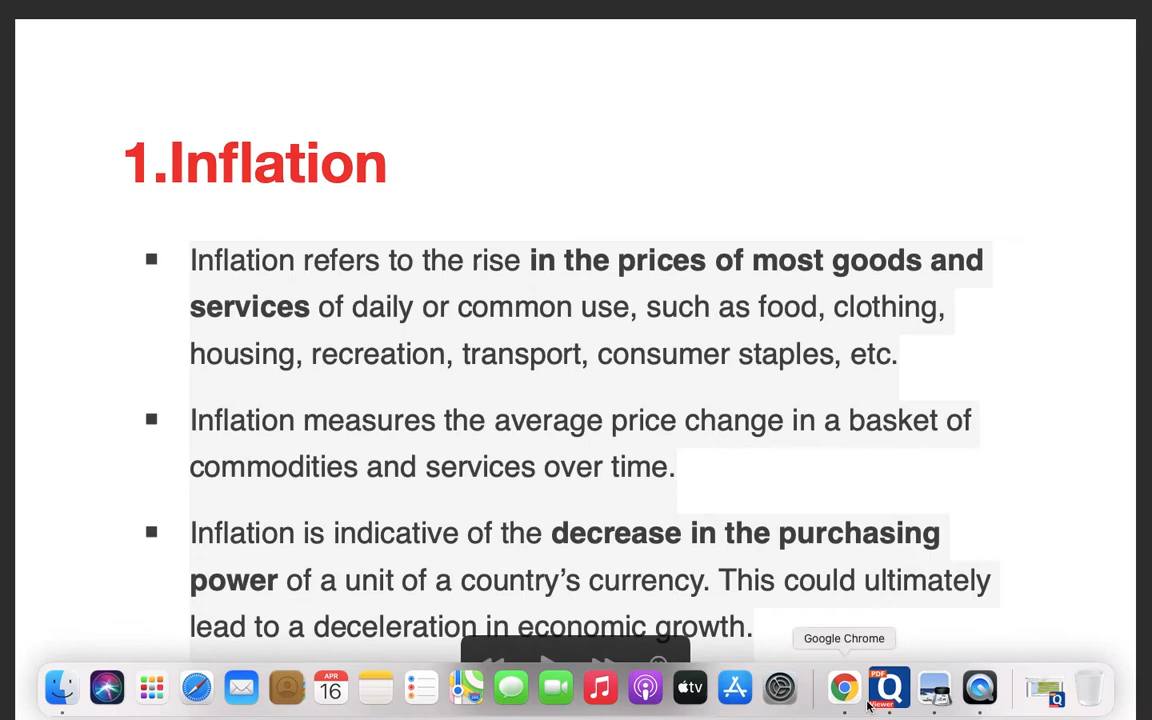 1.Inflation
Inflation refers to the rise in the prices of most goods and
services of daily or common use, such as food, clothing,
housing, recreation, transport, consumer staples, etc.
Inflation measures the average price change in a basket of
commodities and services over time.
Inflation is indicative of the decrease in the purchasing
power of a unit of a country’s currency. This could ultimately
lead to a deceleration in economic growth.
Google Chrome
APR
16
tv
PDF
Q
Viewer